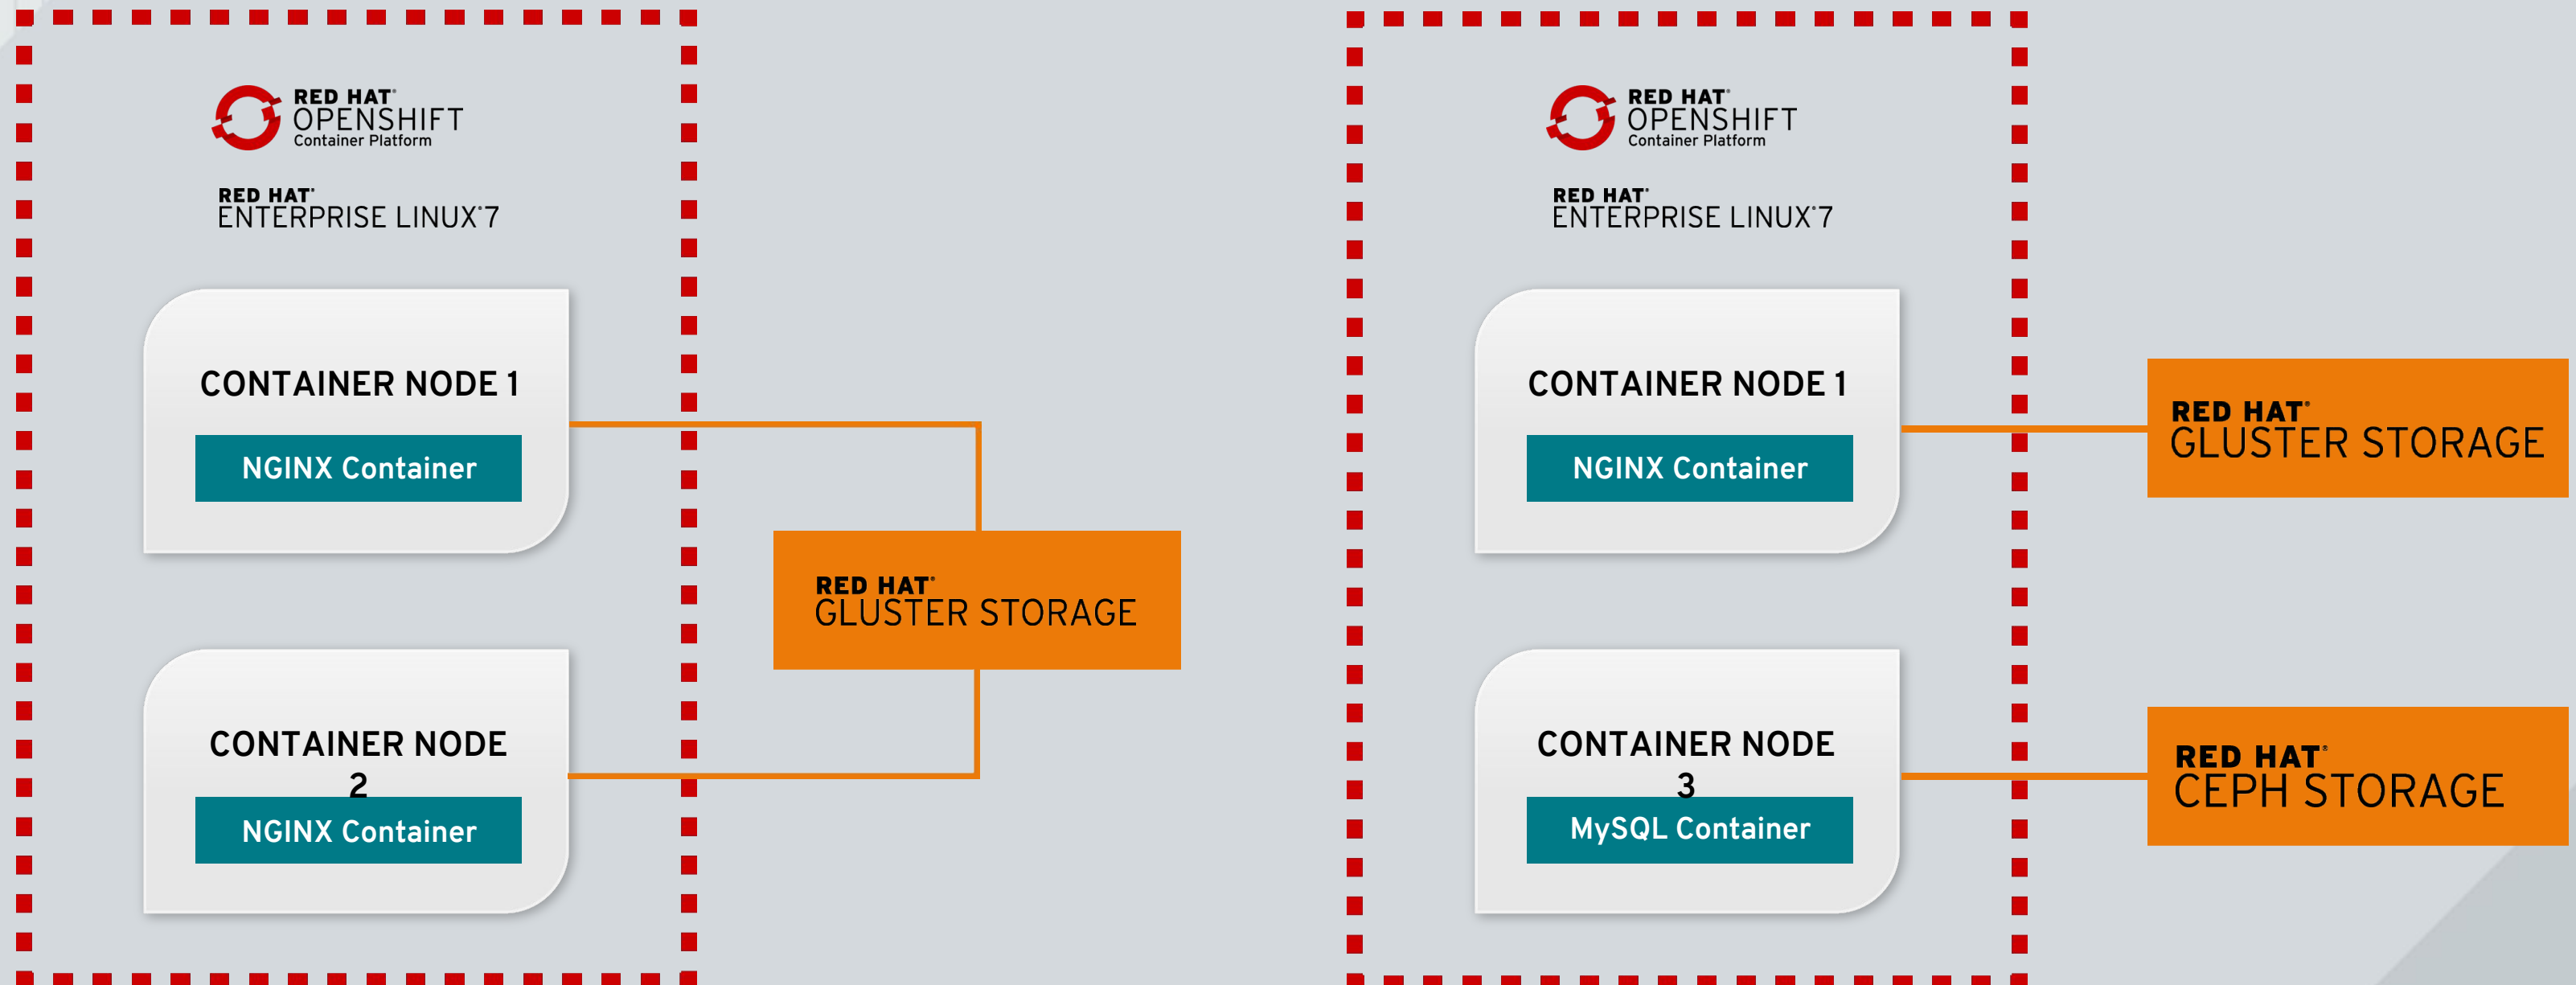 RED HAT®
OPENSHIFT
Container Platform
RED HAT®
ENTERPRISE LINUX®7
CONTAINER NODE 1
NGINX Container
CONTAINER NODE
2
NGINX Container
RED HAT®
GLUSTER STORAGE
RED HAT®
OPENSHIFT
Container Platform
RED HAT®
ENTERPRISE LINUX®7
CONTAINER NODE 1
NGINX Container
CONTAINER NODE
3
MySQL Container
RED HAT®
GLUSTER STORAGE
RED HAT®
CEPH STORAGE